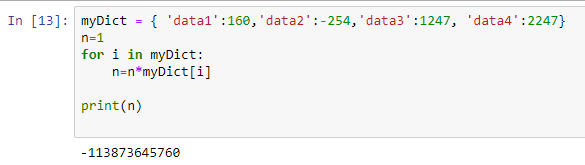 In [13]: myDict = { 'data1':160,'data2':-254,'data3':1247, 'data4':2247}
n=1
for i in myDict:
    n=n*myDict[i]
print(n)
-113873645760